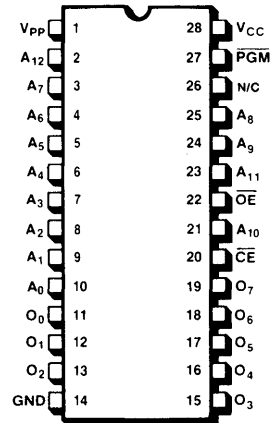 VPP 1 28 VCC
A12 2 27 PGM
A7 3 26 N/C
A6 4 25 A8
A5 5 24 A9
A4 6 23 A11
A3 7 22 OE
A2 8 21 A10
A1 9 20 CE
A0 10 19 O7
O0 11 18 O6
O1 12 17 O5
O2 13 16 O4
GND 14 15 O3